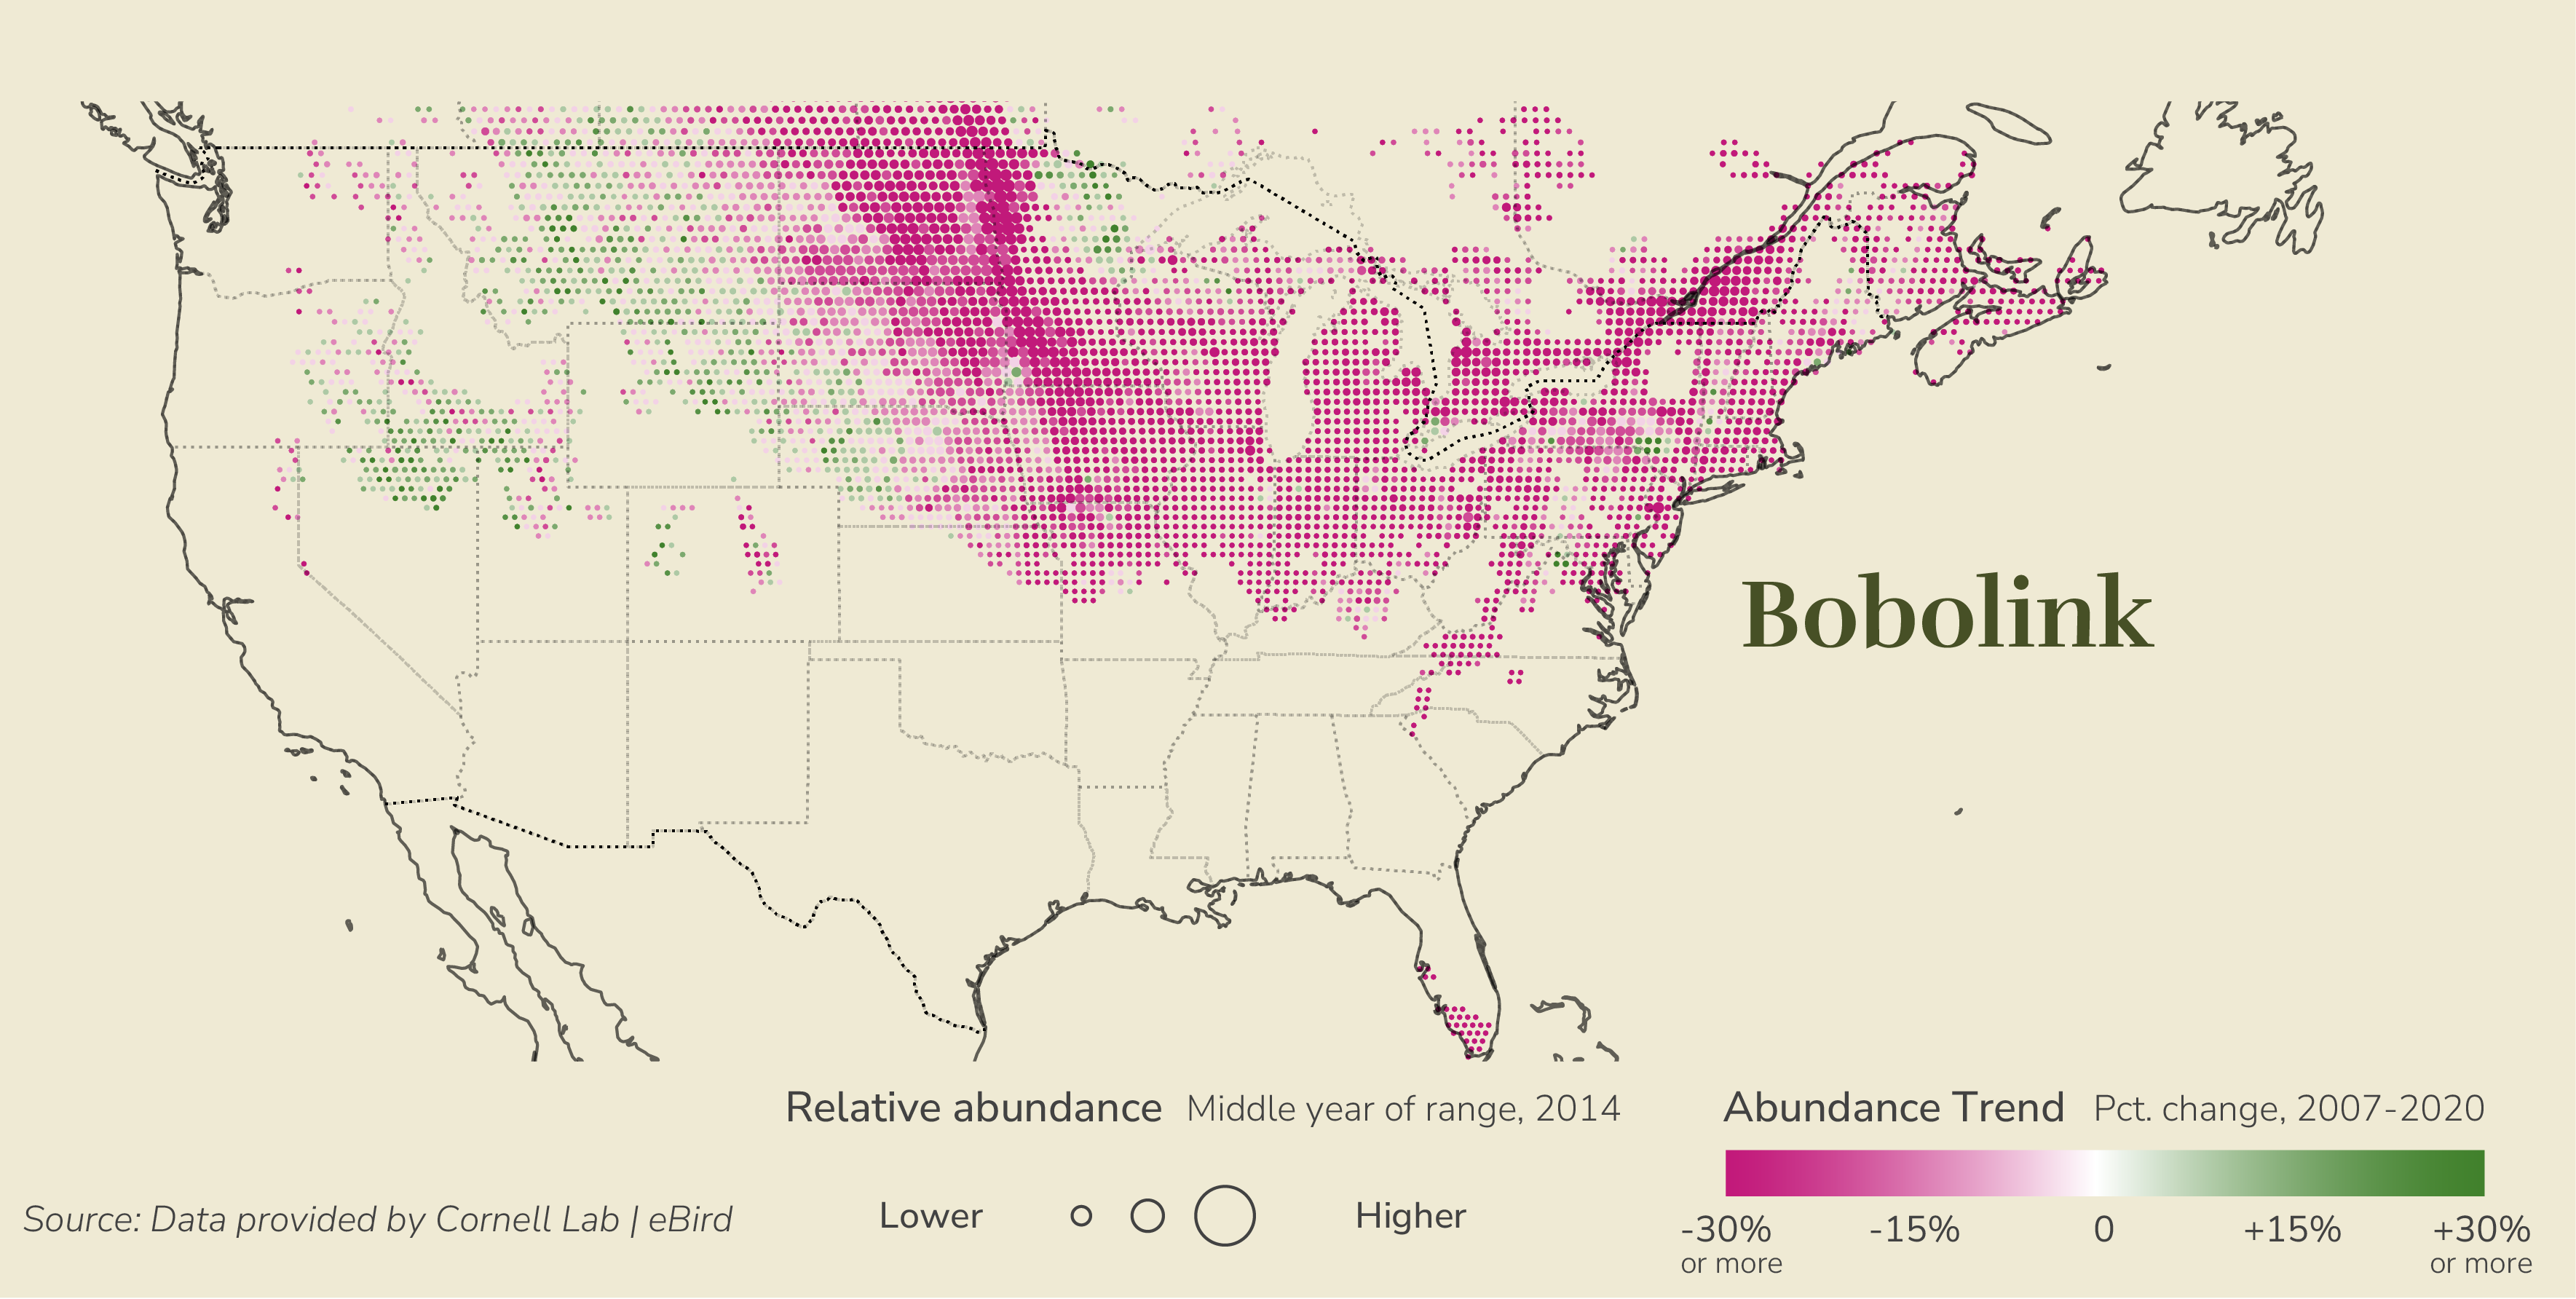 Bobolink
Relative abundance Middle year of range, 2014
Abundance Trend Pct. change, 2007-2020
Source: Data provided by Cornell Lab | eBird
Lower Higher
-30% -15% 0 +15% +30%
or more or more